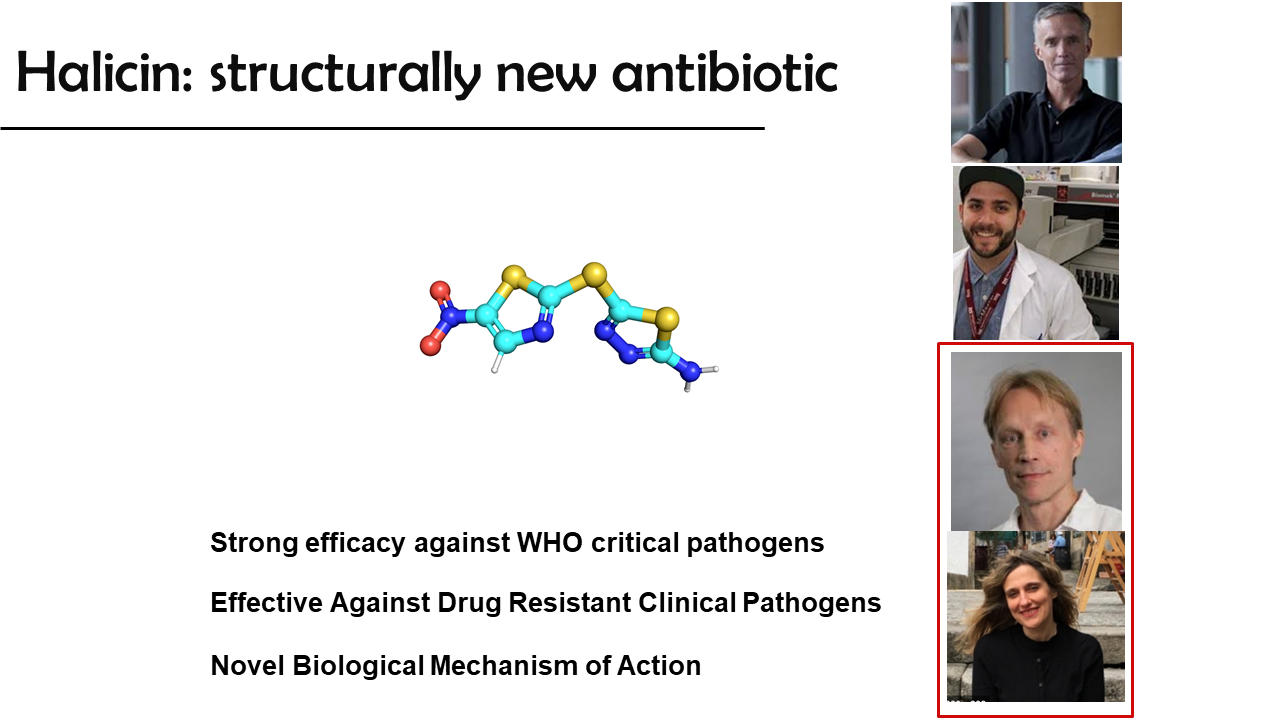 Halicin: structurally new antibiotic
Strong efficacy against WHO critical pathogens
Effective Against Drug Resistant Clinical Pathogens
Novel Biological Mechanism of Action